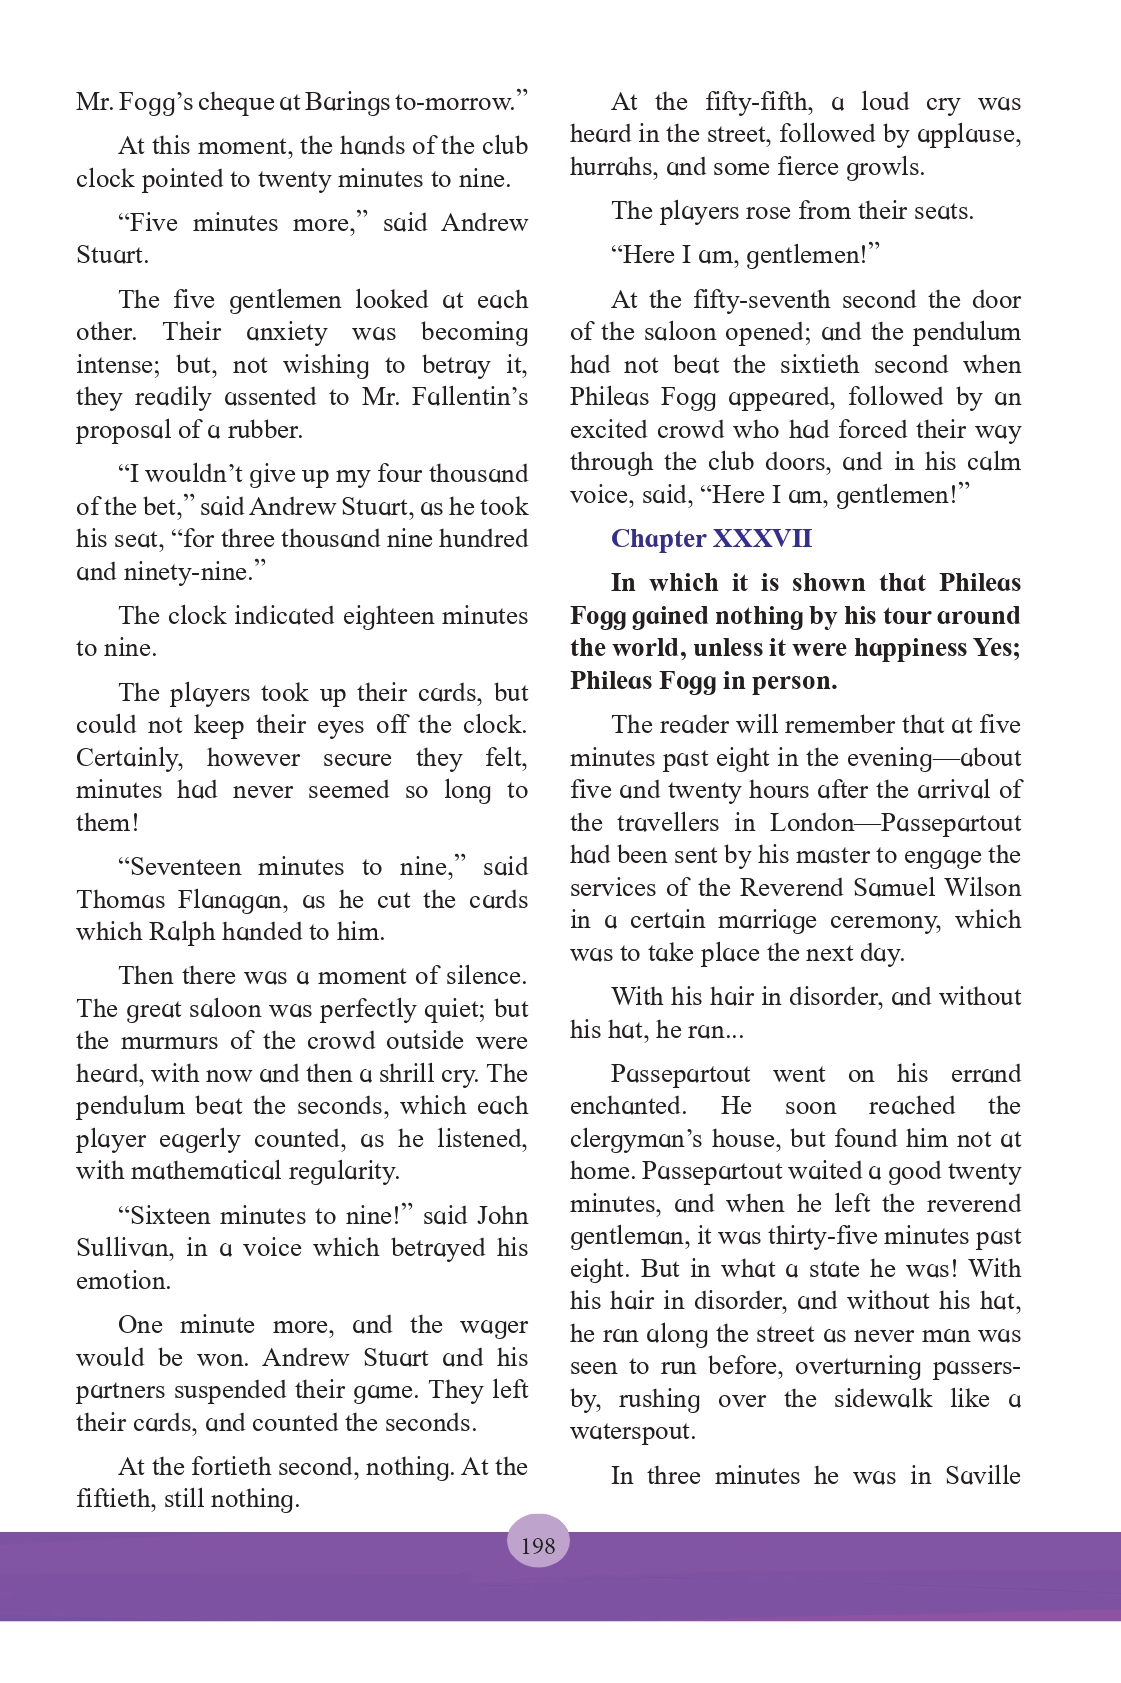 Mr. Fogg’s cheque at Barings to-morrow.”
At this moment, the hands of the club
clock pointed to twenty minutes to nine.
“Five minutes more,” said Andrew
Stuart.
The five gentlemen looked at each
other. Their anxiety was becoming
intense; but, not wishing to betray it,
they readily assented to Mr. Fallentin’s
proposal of a rubber.
“I wouldn’t give up my four thousand
of the bet,” said Andrew Stuart, as he took
his seat, “for three thousand nine hundred
and ninety-nine.”
The clock indicated eighteen minutes
to nine.
The players took up their cards, but
could not keep their eyes off the clock.
Certainly, however secure they felt,
minutes had never seemed so long to
them!
“Seventeen minutes to nine,” said
Thomas Flanagan, as he cut the cards
which Ralph handed to him.
Then there was a moment of silence.
The great saloon was perfectly quiet; but
the murmurs of the crowd outside were
heard, with now and then a shrill cry. The
pendulum beat the seconds, which each
player eagerly counted, as he listened,
with mathematical regularity.
“Sixteen minutes to nine!” said John
Sullivan, in a voice which betrayed his
emotion.
One minute more, and the wager
would be won. Andrew Stuart and his
partners suspended their game. They left
their cards, and counted the seconds.
At the fortieth second, nothing. At the
fiftieth, still nothing.
At the fifty-fifth, a loud cry was
heard in the street, followed by applause,
hurrahs, and some fierce growls.
The players rose from their seats.
“Here I am, gentlemen!”
At the fifty-seventh second the door
of the saloon opened; and the pendulum
had not beat the sixtieth second when
Phileas Fogg appeared, followed by an
excited crowd who had forced their way
through the club doors, and in his calm
voice, said, “Here I am, gentlemen!”
Chapter XXXVII
In which it is shown that Phileas
Fogg gained nothing by his tour around
the world, unless it were happiness Yes;
Phileas Fogg in person.
The reader will remember that at five
minutes past eight in the evening—about
five and twenty hours after the arrival of
the travellers in London—Passepartout
had been sent by his master to engage the
services of the Reverend Samuel Wilson
in a certain marriage ceremony, which
was to take place the next day.
With his hair in disorder, and without
his hat, he ran...
Passepartout went on his errand
enchanted. He soon reached the
clergyman’s house, but found him not at
home. Passepartout waited a good twenty
minutes, and when he left the reverend
gentleman, it was thirty-five minutes past
eight. But in what a state he was! With
his hair in disorder, and without his hat,
he ran along the street as never man was
seen to run before, overturning passers-
by, rushing over the sidewalk like a
waterspout.
In three minutes he was in Saville
198